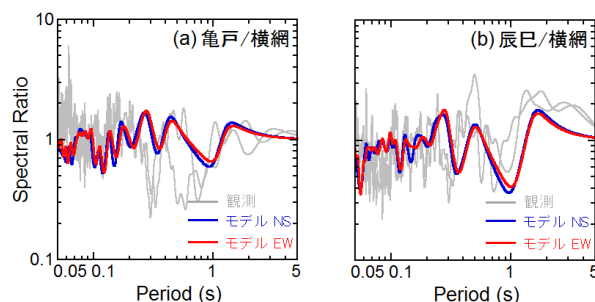 (a) 亀戸/横網
(b) 辰巳/横網
Spectral Ratio
10
1
0.1
観測
モデル NS
モデル EW
観測
モデル NS
モデル EW
0.05 0.1 1 5
0.05 0.1 1 5
Period (s)
Period (s)